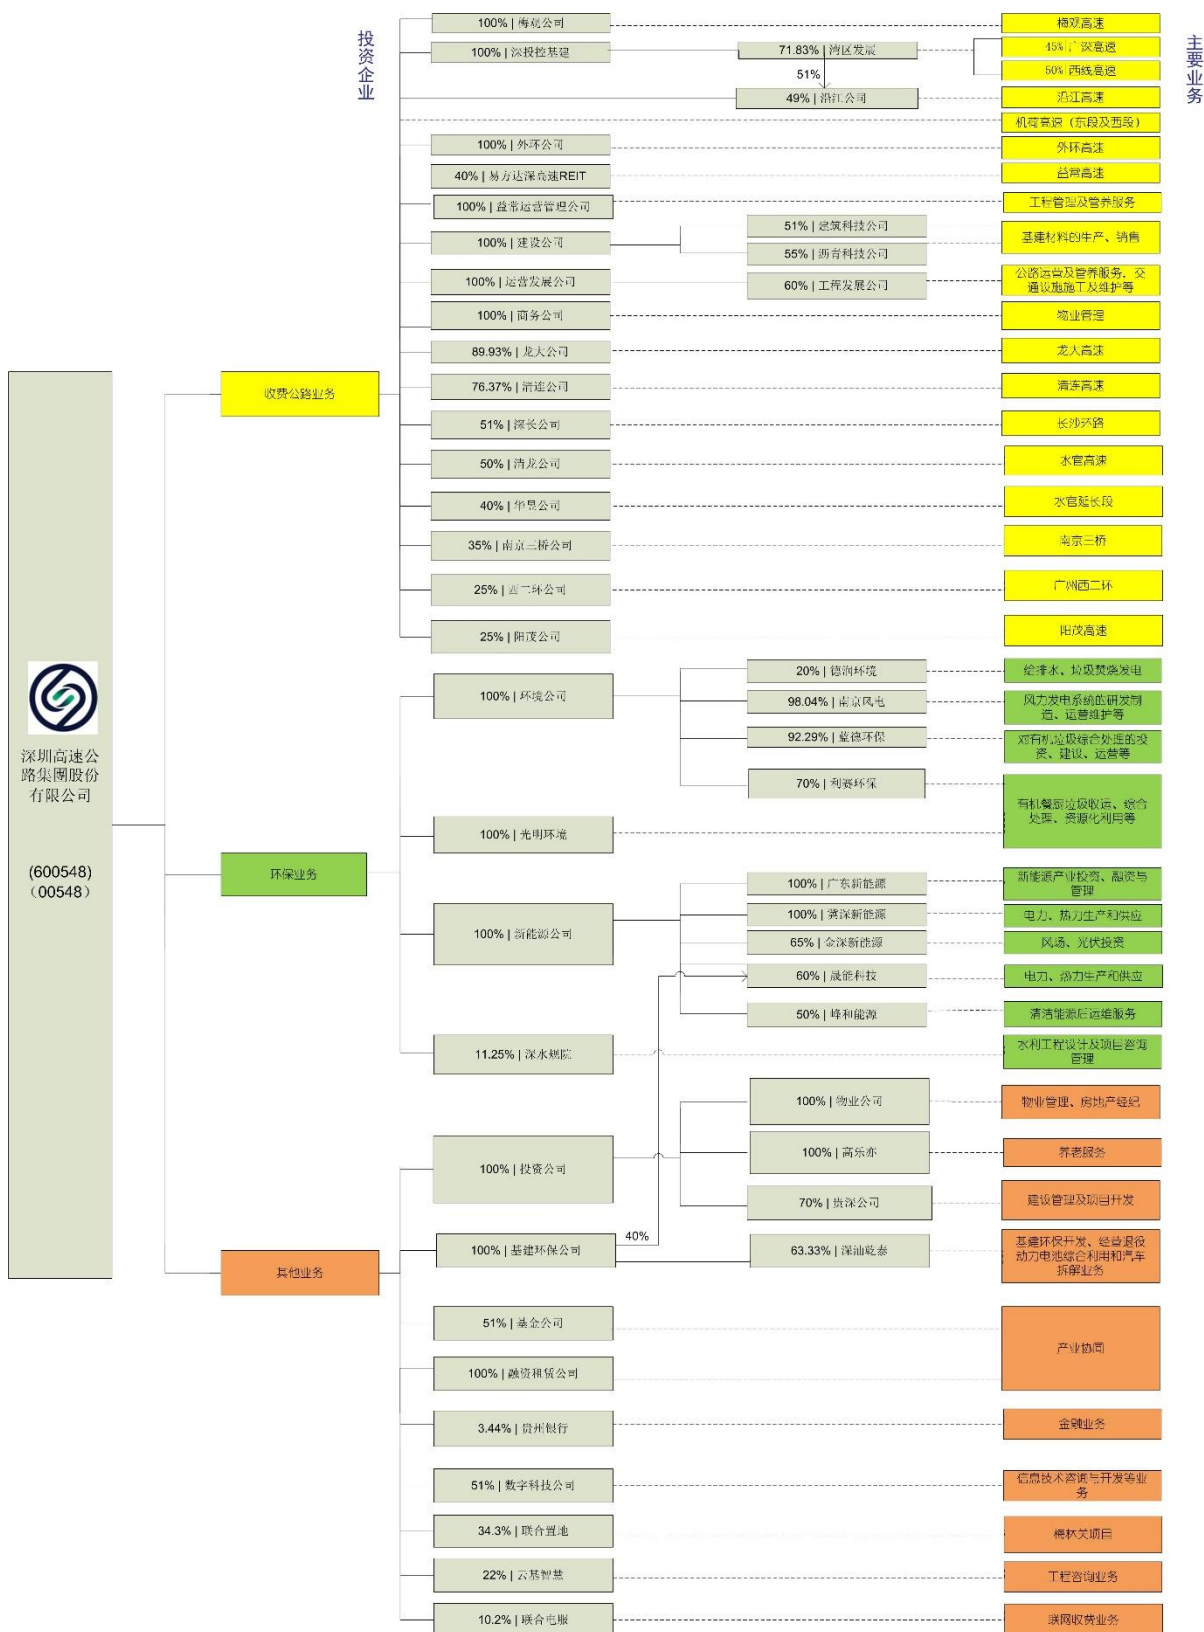 投资企业
主要业务
100% | 梅观公司
梅观高速
100% | 深投控基建
71.83% | 湾区发展
45%|广深高速
50%|西线高速
51%
49% | 沿江公司
沿江高速
机荷高速（东段及西段）
100% | 外环公司
外环高速
40% | 易方达深高速REIT
益常高速
100% | 益常运营管理公司
工程管理及管养服务
100% | 建设公司
51% | 建筑科技公司
55% | 沥青科技公司
基建材料的生产、销售
100% | 运营发展公司
60% | 工程发展公司
公路运营及管养服务、交
通设施施工及维护等
100% | 商务公司
物业管理
89.93% | 龙大公司
龙大高速
收费公路业务
76.37% | 清连公司
清连高速
51% | 深长公司
长沙环路
50% | 清龙公司
水官高速
40% | 华昱公司
水官延长段
35% | 南京三桥公司
南京三桥
25% | 西二环公司
广州西二环
25% | 阳茂公司
阳茂高速
深圳高速公
路集團股份
有限公司
(600548)
（00548）
100% | 环境公司
20% | 德润环境
给排水、垃圾焚烧发电
98.04% | 南京风电
风力发电系统的研发制
造、运营维护等
92.29% | 蓝德环保
对有机垃圾综合处理的投
资、建设、运营等
70% | 利赛环保
有机餐厨垃圾收运、综合
处理、资源化利用等
100% | 光明环境
环保业务
100% | 新能源公司
100% | 广东新能源
新能源产业投资、融资与
管理
100% | 冀深新能源
电力、热力生产和供应
65% | 金深新能源
风场、光伏投资
60% | 晟能科技
电力、热力生产和供应
50% | 峰和能源
清洁能源后运维服务
11.25% | 深水规院
水利工程设计及项目咨询
管理
100% | 投资公司
100% | 物业公司
物业管理、房地产经纪
100% | 高乐亦
养老服务
70% | 贵深公司
建设管理及项目开发
其他业务
100% | 基建环保公司
40%
63.33% | 深汕乾泰
基建环保开发、经营退役
动力电池综合利用和汽车
拆解业务
51% | 基金公司
产业协同
100% | 融资租赁公司
3.44% | 贵州银行
金融业务
51% | 数字科技公司
信息技术咨询与开发等业
务
34.3% | 联合置地
梅林关项目
22% | 云基智慧
工程咨询业务
10.2% | 联合电服
联网收费业务